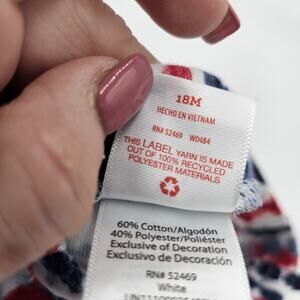 18M
HECHO EN VIETNAM
RN# 52469 W0484
THIS LABEL YARN IS MADE
OUT OF 100% RECYCLED
POLYESTER MATERIALS
60% Cotton/Algodón
40% Polyester/Poliéster
Exclusive of Decoration
Exclusivo de Decoración
RN# 52469
White